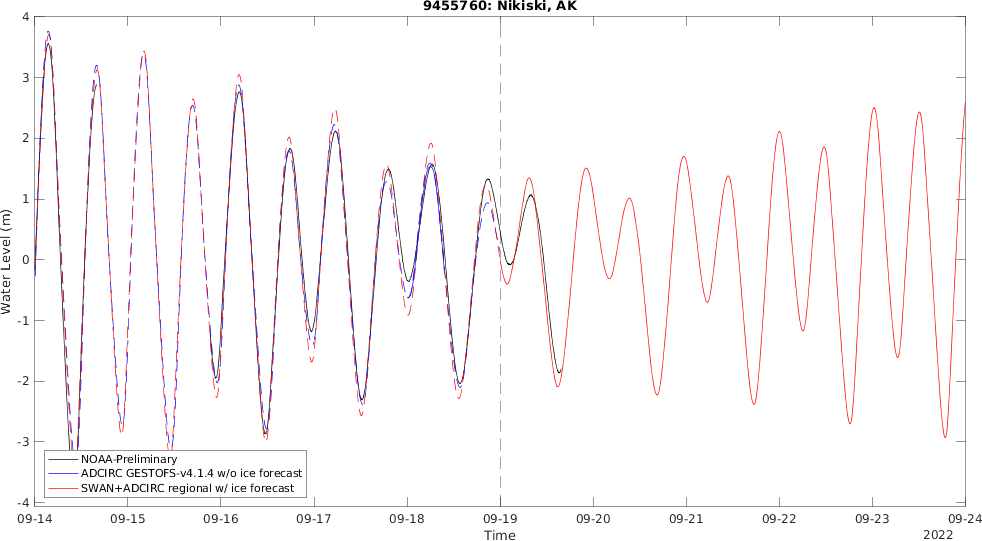 9455760: Nikiski, AK
4
3
2
1
0
-1
-2
-3
-4
Water Level (m)
NOAA-Preliminary
ADCIRC GESTOFS-v4.1.4 w/o ice forecast
SWAN+ADCIRC regional w/ ice forecast
09-14 09-15 09-16 09-17 09-18 09-19 09-20 09-21 09-22 09-23 09-24
Time
2022